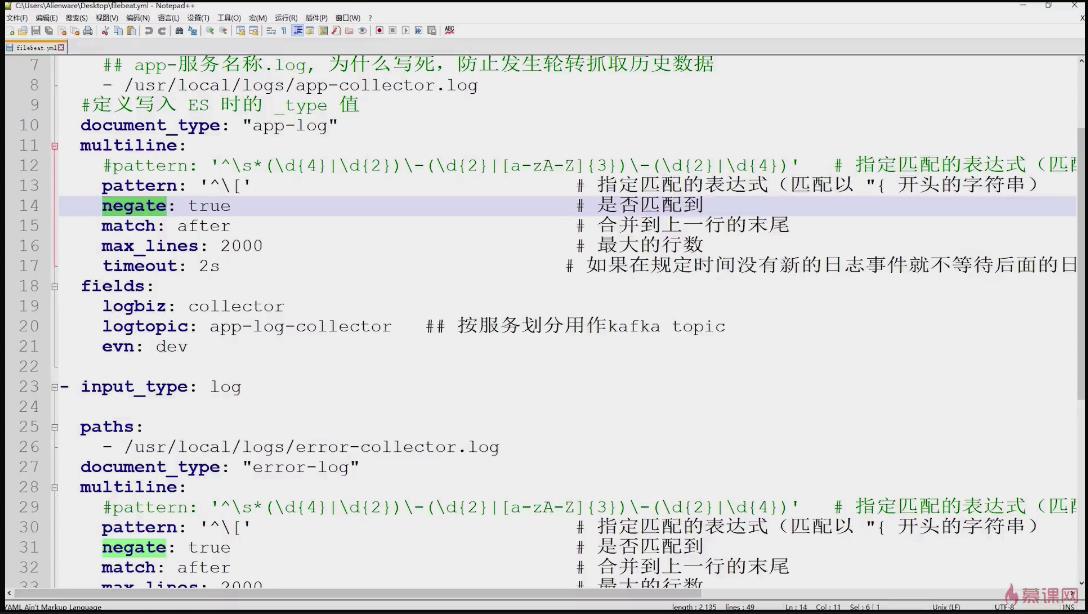 C:\Users\Alienware\Desktop\filebeat.yml - Notepad++
文件(F) 编辑(E) 搜索(S) 视图(V) 编码(N) 语言(L) 设置(T) 工具(O) 宏(M) 运行(R) 插件(P) 窗口(W) ?
filebeat.yml
7 ## app-服务名称.log, 为什么写死, 防止发生轮转抓取历史数据
8 - /usr/local/logs/app-collector.log
9 #定义写入 ES 时的 _type 值
10 document_type: "app-log"
11 multiline:
12 #pattern: '^\s*(\d{4}|\d{2})\-(\d{2}|[a-zA-Z]{3})\-(\d{2}|\d{4})' # 指定匹配的表达式（匹
13 pattern: '^\[' # 指定匹配的表达式（匹配以 "{ 开头的字符串）
14 negate: true # 是否匹配到
15 match: after # 合并到上一行的末尾
16 max_lines: 2000 # 最大的行数
17 timeout: 2s # 如果在规定时间没有新的日志事件就不等待后面的日
18 fields:
19 logbiz: collector
20 logtopic: app-log-collector ## 按服务划分用作kafka topic
21 evn: dev
22
23 - input_type: log
24
25 paths:
26 - /usr/local/logs/error-collector.log
27 document_type: "error-log"
28 multiline:
29 #pattern: '^\s*(\d{4}|\d{2})\-(\d{2}|[a-zA-Z]{3})\-(\d{2}|\d{4})' # 指定匹配的表达式（匹
30 pattern: '^\[' # 指定匹配的表达式（匹配以 "{ 开头的字符串）
31 negate: true # 是否匹配到
32 match: after # 合并到上一行的末尾
33 max_lines: 2000 # 最大的行数
慕课网
YAML Ain't Markup Language length : 2,135 lines : 49 Ln : 14 Col : 11 Sel : 6 | 1 Unix (LF) UTF-8